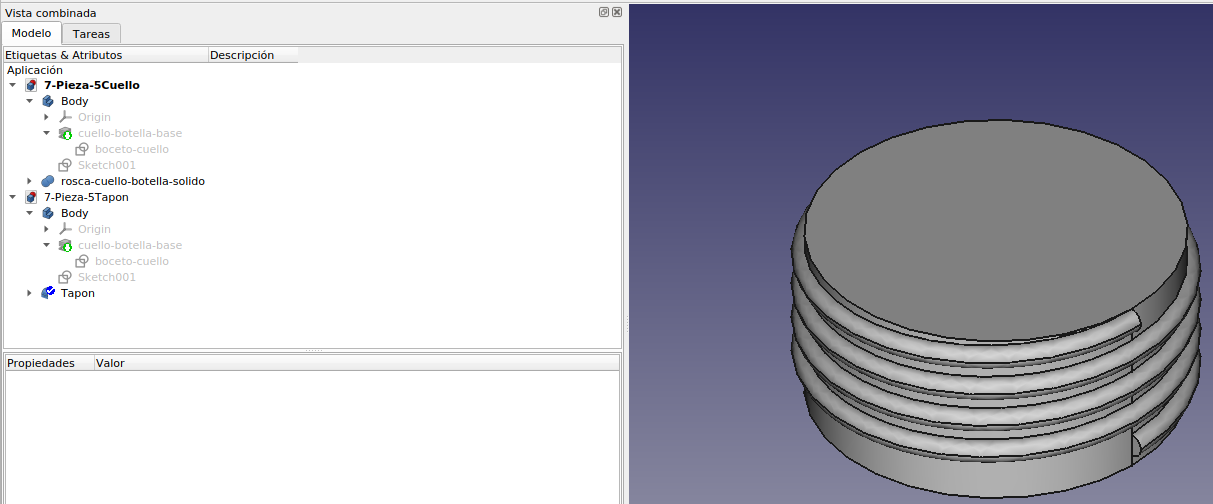 Vista combinada
Modelo Tareas
Etiquetas & Atributos Descripción
Aplicación
7-Pieza-5Cuello
Body
Origin
cuello-botella-base
boceto-cuello
Sketch001
rosca-cuello-botella-solido
7-Pieza-5Tapon
Body
Origin
cuello-botella-base
boceto-cuello
Sketch001
Tapon
Propiedades Valor